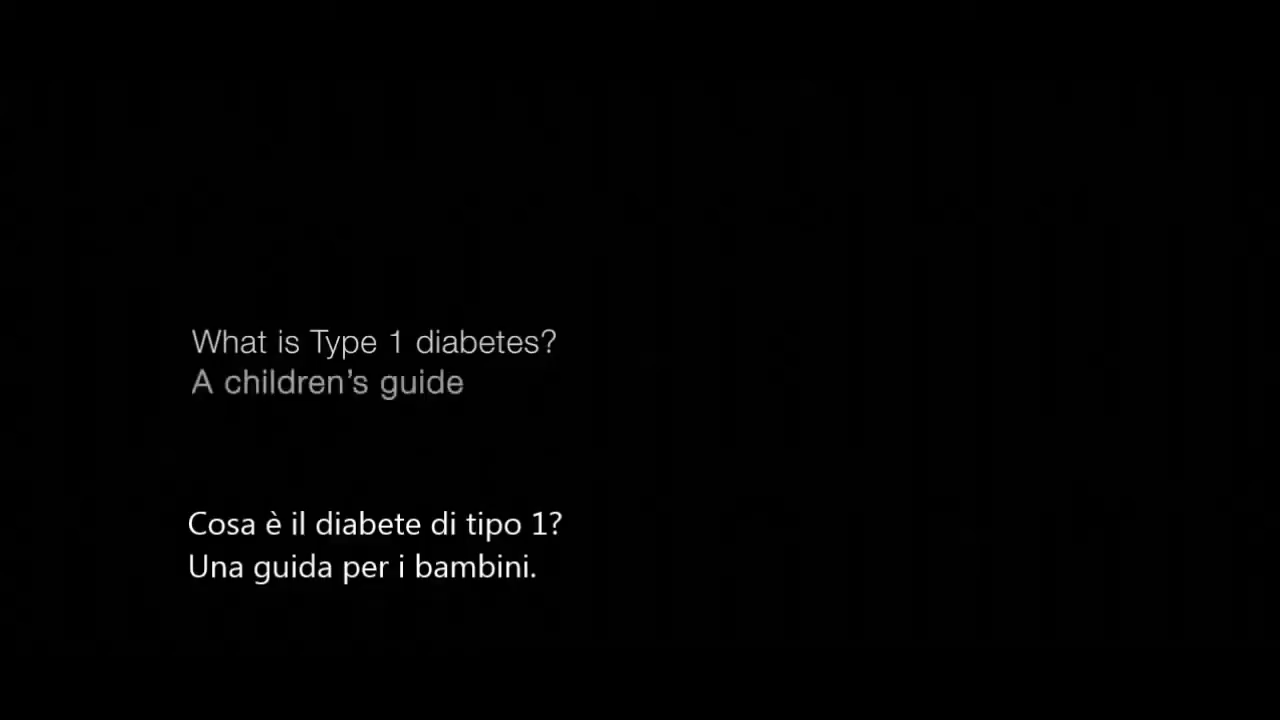 What is Type 1 diabetes?
A children’s guide
Cosa è il diabete di tipo 1?
Una guida per i bambini.